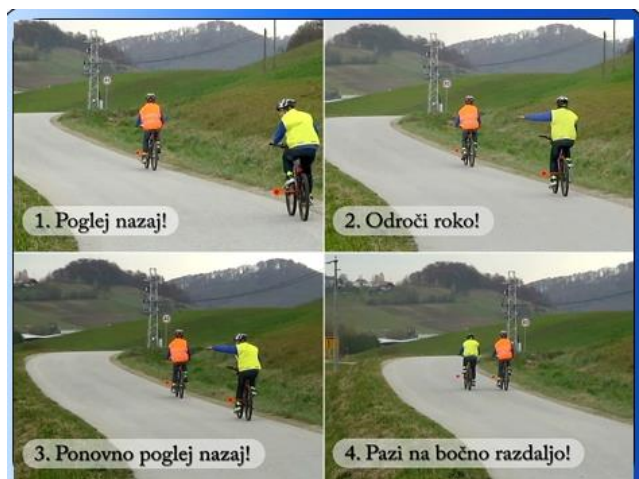 1. Poglej nazaj!
2. Odroči roko!
3. Ponovno poglej nazaj!
4. Pazi na bočno razdaljo!